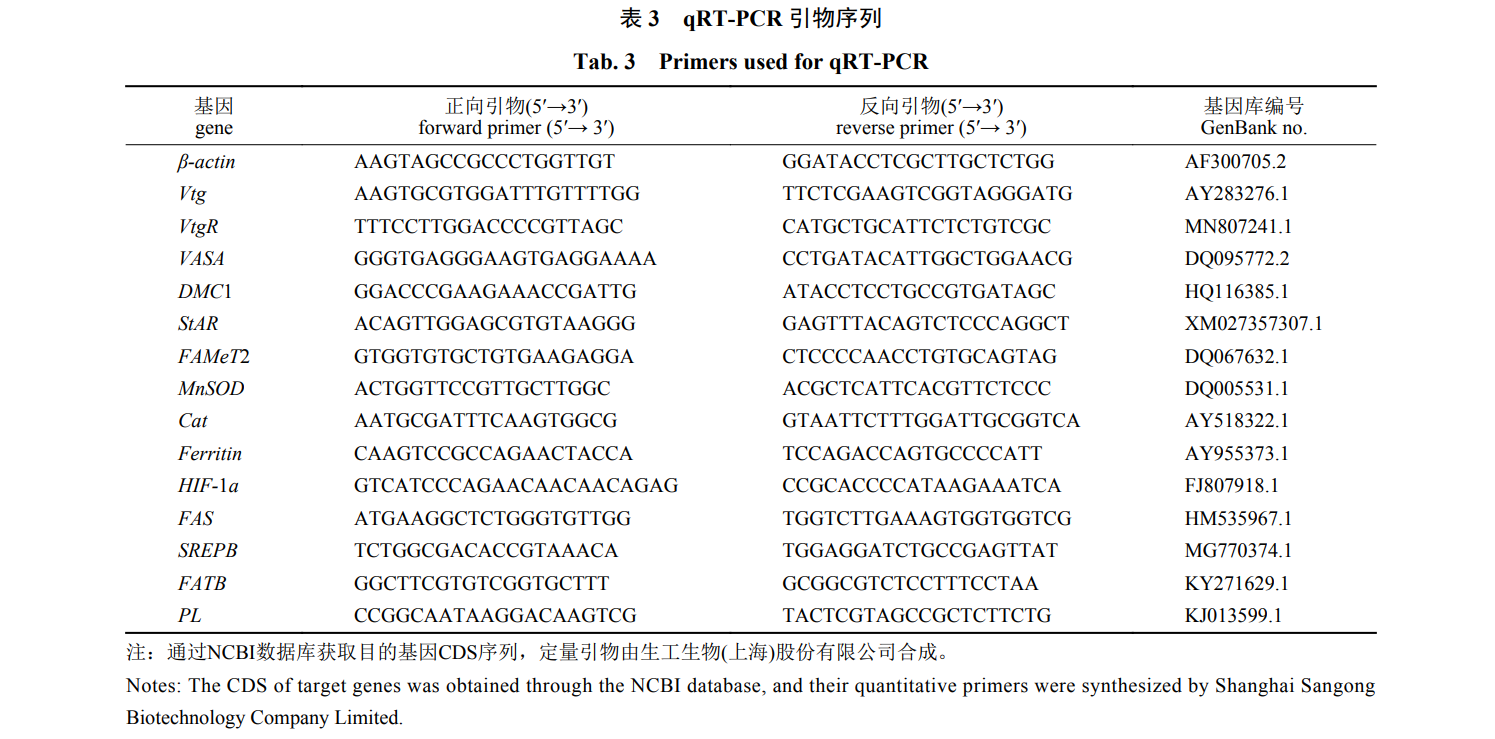 表 3 qRT-PCR 引物序列
Tab. 3 Primers used for qRT-PCR
基因 正向引物(5′→3′) 反向引物(5′→3′) 基因库编号
gene forward primer (5′→ 3′) reverse primer (5′→ 3′) GenBank no.
β-actin AAGTAGCCGCCCTGGTTGT GGATACCTCGCTTGCTCTGG AF300705.2
Vtg AAGTGCGTGGATTTGTTTTGG TTCTCGAAGTCGGTAGGGATG AY283276.1
VtgR TTTCCTTGGACCCCGTTAGC CATGCTGCATTCTCTGTCGC MN807241.1
VASA GGGTGAGGGAAGTGAGGAAAA CCTGATACATTGGCTGGAACG DQ095772.2
DMC1 GGACCCGAAGAAACCGATTG ATACCTCCTGCCGTGATAGC HQ116385.1
StAR ACAGTTGGAGCGTGTAAGGG GAGTTTACAGTCTCCCAGGCT XM027357307.1
FAMeT2 GTGGTGTGCTGTGAAGAGGA CTCCCCAACCTGTGCAGTAG DQ067632.1
MnSOD ACTGGTTCCGTTGCTTGGC ACGCTCATTCACGTTCTCCC DQ005531.1
Cat AATGCGATTTCAAGTGGCG GTAATTCTTTGGATTGCGGTCA AY518322.1
Ferritin CAAGTCCGCCAGAACTACCA TCCAGACCAGTGCCCCATT AY955373.1
HIF-1a GTCATCCCAGAACAACAACAGAG CCGCACCCCATAAGAAATCA FJ807918.1
FAS ATGAAGGCTCTGGGTGTTGG TGGTCTTGAAAGTGGTGGTCG HM535967.1
SREPB TCTGGCGACACCGTAAACA TGGAGGATCTGCCGAGTTAT MG770374.1
FATB GGCTTCGTGTCGGTGCTTT GCGGCGTCTCCTTTCCTAA KY271629.1
PL CCGGCAATAAGGACAAGTCG TACTCGTAGCCGCTCTTCTG KJ013599.1
注：通过NCBI数据库获取目的基因CDS序列，定量引物由生工生物(上海)股份有限公司合成。
Notes: The CDS of target genes was obtained through the NCBI database, and their quantitative primers were synthesized by Shanghai Sangong
Biotechnology Company Limited.